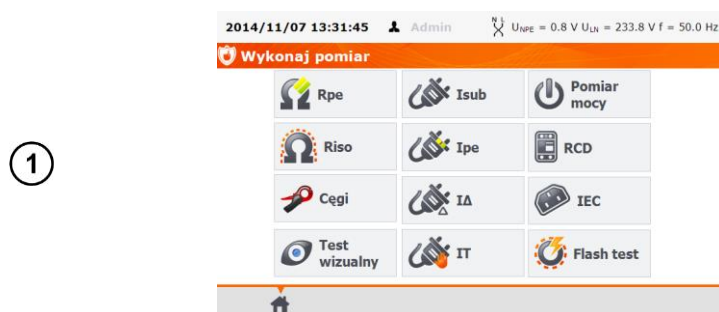 2014/11/07 13:31:45 Admin N L UNPE = 0.8 V ULN = 233.8 V f = 50.0 Hz
Wykonaj pomiar
Rpe Isub Pomiar mocy
1
Riso Ipe RCD
Cęgi IΔ IEC
Test wizualny IT Flash test